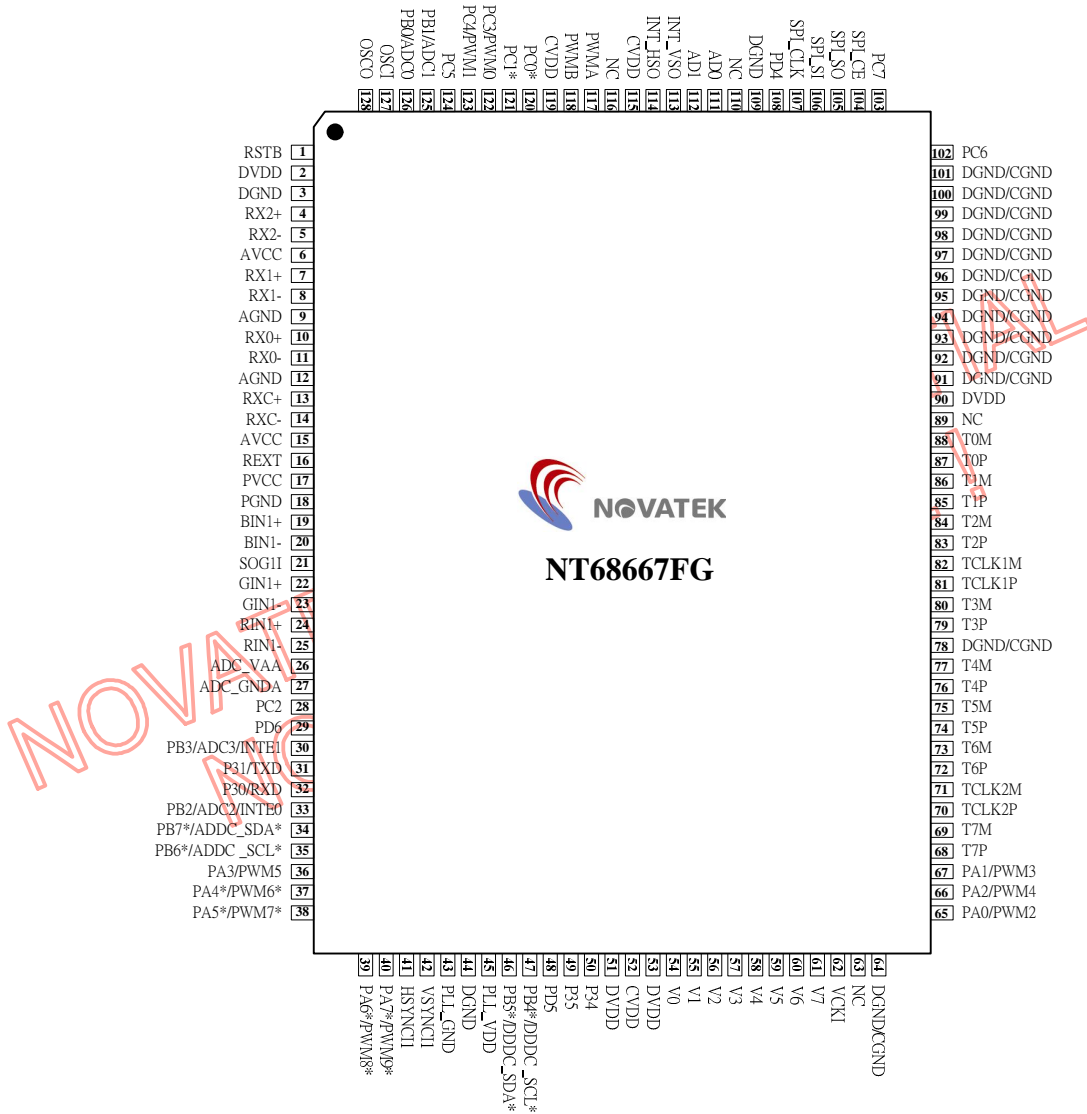 OSCO
OSCI
PB0/ADC0
PB1/ADC1
PC5
PC4/PWM1
PC3/PWM0
PC1*
PC0*
CVDD
PWMB
PWMA
NC
CVDD
INT_HSO
INT_VSO
AD1
AD0
NC
DGND
PD4
SPI_CLK
SPI_SI
SPI_SO
SPI_CE
PC7
128 127 126 125 124 123 122 121 120 119 118 117 116 115 114 113 112 111 110 109 108 107 106 105 104 103
RSTB 1
DVDD 2
DGND 3
RX2+ 4
RX2- 5
AVCC 6
RX1+ 7
RX1- 8
AGND 9
RX0+ 10
RX0- 11
AGND 12
RXC+ 13
RXC- 14
AVCC 15
REXT 16
PVCC 17
PGND 18
BIN1+ 19
BIN1- 20
SOG1I 21
GIN1+ 22
GIN1- 23
RIN1+ 24
RIN1- 25
ADC_VAA 26
ADC_GNDA 27
PC2 28
PD6 29
PB3/ADC3/INTE1 30
P31/TXD 31
P30/RXD 32
PB2/ADC2/INTE0 33
PB7*/ADDC_SDA* 34
PB6*/ADDC _SCL* 35
PA3/PWM5 36
PA4*/PWM6* 37
PA5*/PWM7* 38
NOVATEK
NT68667FG
102 PC6
101 DGND/CGND
100 DGND/CGND
99 DGND/CGND
98 DGND/CGND
97 DGND/CGND
96 DGND/CGND
95 DGND/CGND
94 DGND/CGND
93 DGND/CGND
92 DGND/CGND
91 DGND/CGND
90 DVDD
89 NC
88 T0M
87 T0P
86 T1M
85 T1P
84 T2M
83 T2P
82 TCLK1M
81 TCLK1P
80 T3M
79 T3P
78 DGND/CGND
77 T4M
76 T4P
75 T5M
74 T5P
73 T6M
72 T6P
71 TCLK2M
70 TCLK2P
69 T7M
68 T7P
67 PA1/PWM3
66 PA2/PWM4
65 PA0/PWM2
39 40 41 42 43 44 45 46 47 48 49 50 51 52 53 54 55 56 57 58 59 60 61 62 63 64
PA6*/PWM8*
PA7*/PWM9*
HSYNCI1
VSYNCI1
PLL_GND
DGND
PLL_VDD
PB5*/DDDC_SDA*
PB4*/DDDC _SCL*
PD5
P35
P34
DVDD
CVDD
DVDD
V0
V1
V2
V3
V4
V5
V6
V7
VCKI
NC
DGND/CGND